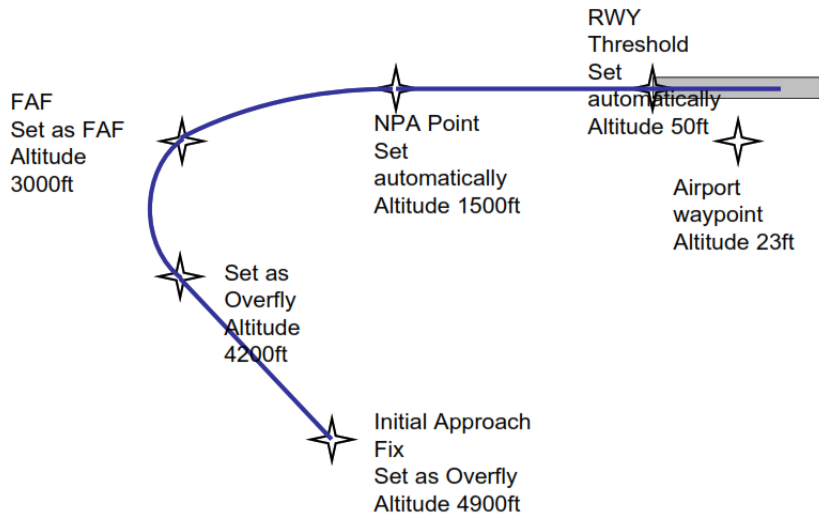 RWY
Threshold
Set
automatically
Altitude 50ft
FAF
Set as FAF
Altitude
3000ft
NPA Point
Set
automatically
Altitude 1500ft
Airport
waypoint
Altitude 23ft
Set as
Overfly
Altitude
4200ft
Initial Approach
Fix
Set as Overfly
Altitude 4900ft